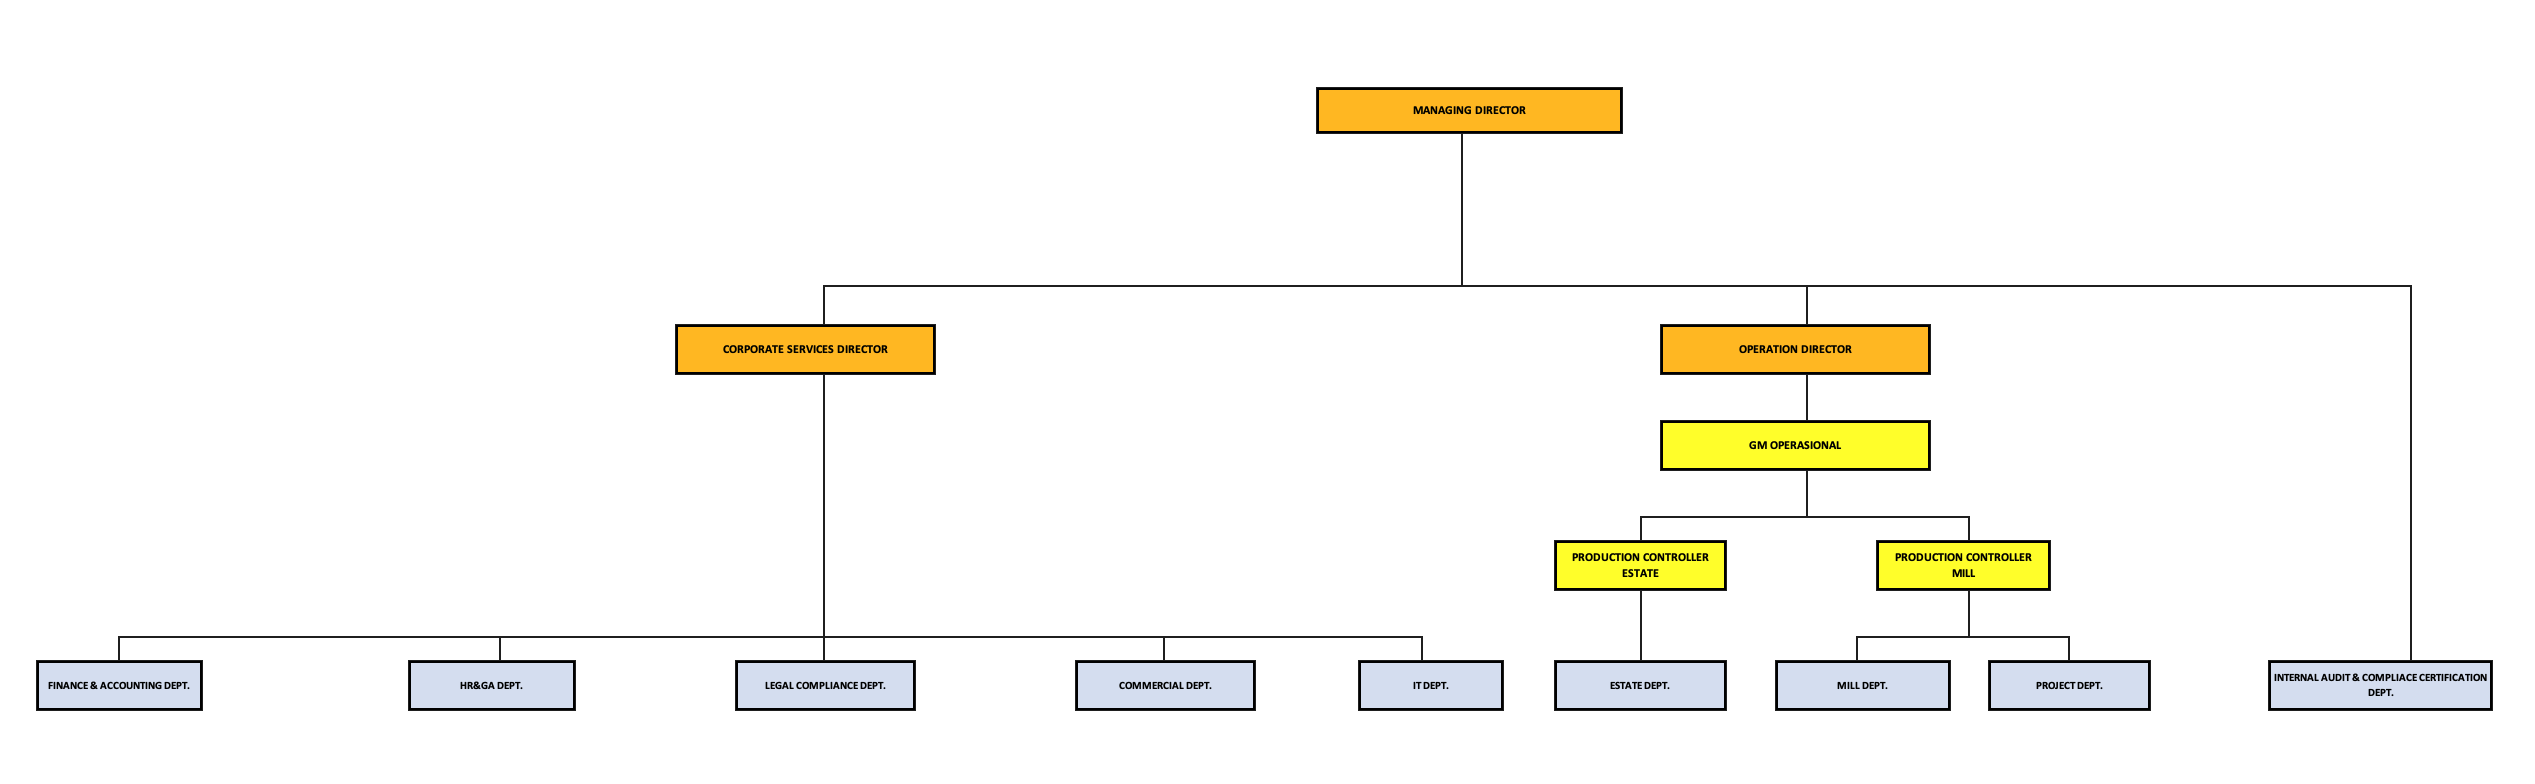 MANAGING DIRECTOR
CORPORATE SERVICES DIRECTOR
OPERATION DIRECTOR
GM OPERASIONAL
PRODUCTION CONTROLLER
ESTATE
PRODUCTION CONTROLLER
MILL
FINANCE & ACCOUNTING DEPT.
HR&GA DEPT.
LEGAL COMPLIANCE DEPT.
COMMERCIAL DEPT.
IT DEPT.
ESTATE DEPT.
MILL DEPT.
PROJECT DEPT.
INTERNAL AUDIT & COMPLIACE CERTIFICATION
DEPT.